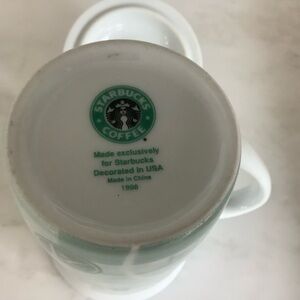 STARBUCKS
COFFEE
Made exclusively
for Starbucks
Decorated in USA
Made in China
1998